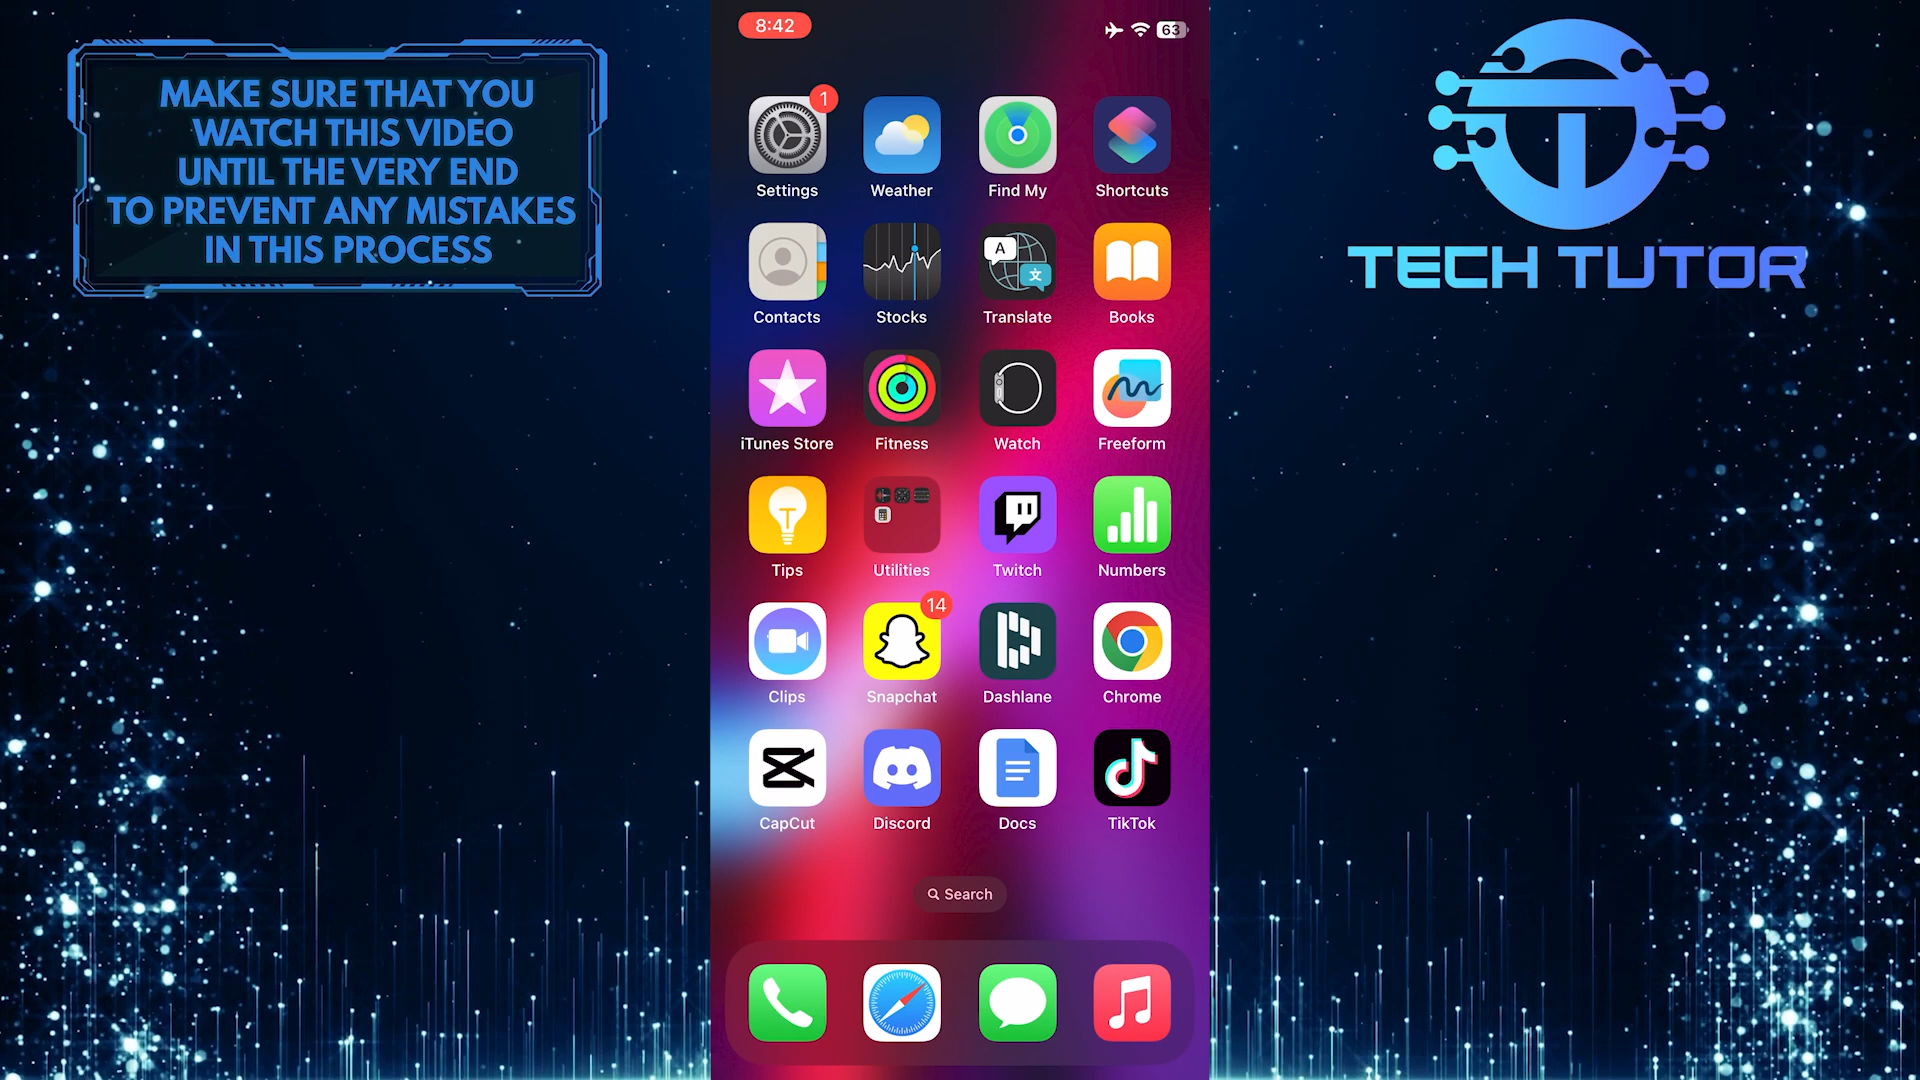 MAKE SURE THAT YOU
WATCH THIS VIDEO
UNTIL THE VERY END
TO PREVENT ANY MISTAKES
IN THIS PROCESS
8:42
63
1
Settings
Weather
Find My
Shortcuts
A
文
Contacts
Stocks
Translate
Books
iTunes Store
Fitness
Watch
Freeform
Tips
Utilities
Twitch
Numbers
14
Clips
Snapchat
Dashlane
Chrome
CapCut
Discord
Docs
TikTok
Search
TECH TUTOR